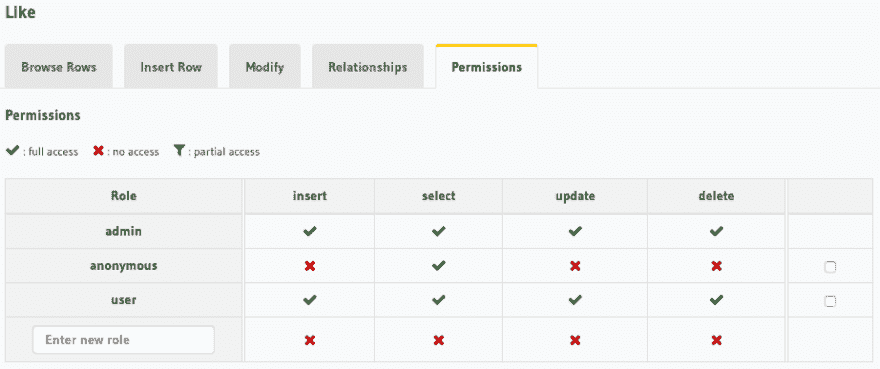 Like
Browse Rows Insert Row Modify Relationships Permissions
Permissions
: full access : no access : partial access
Role insert select update delete
admin
anonymous
user
Enter new role